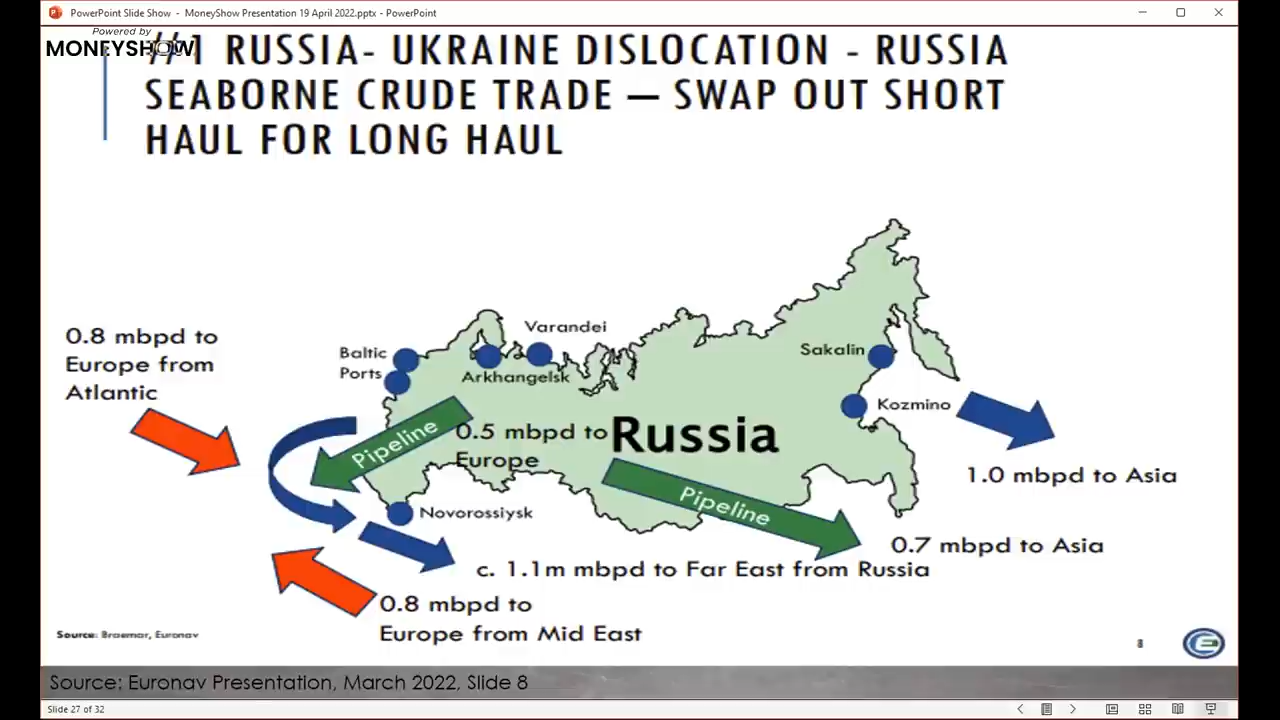 PowerPoint Slide Show - MoneyShow Presentation 19 April 2022.pptx - PowerPoint
Powered by
MONEYSHOW
//1 RUSSIA- UKRAINE DISLOCATION - RUSSIA
SEABORNE CRUDE TRADE — SWAP OUT SHORT
HAUL FOR LONG HAUL
0.8 mbpd to
Europe from
Atlantic
Baltic
Ports
Varandei
Arkhangelsk
Sakalin
Kozmino
Pipeline
0.5 mbpd to
Europe
Russia
1.0 mbpd to Asia
Pipeline
Novorossiysk
0.7 mbpd to Asia
c. 1.1m mbpd to Far East from Russia
0.8 mbpd to
Europe from Mid East
Source: Braemar, Euronav
8
Source: Euronav Presentation, March 2022, Slide 8
Slide 27 of 32